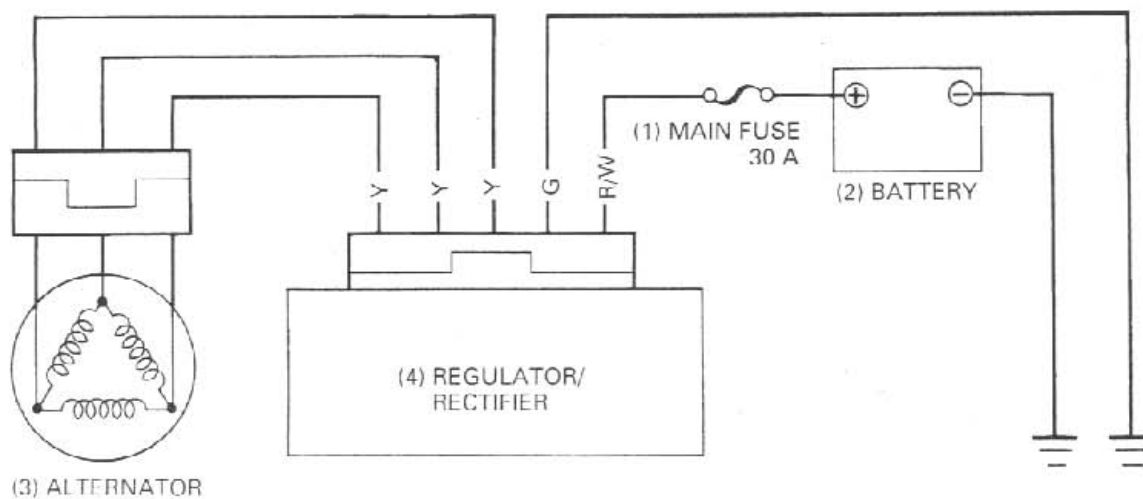 (1) MAIN FUSE
30 A
(2) BATTERY
Y
Y
Y
G
R/W
(4) REGULATOR/
RECTIFIER
(3) ALTERNATOR